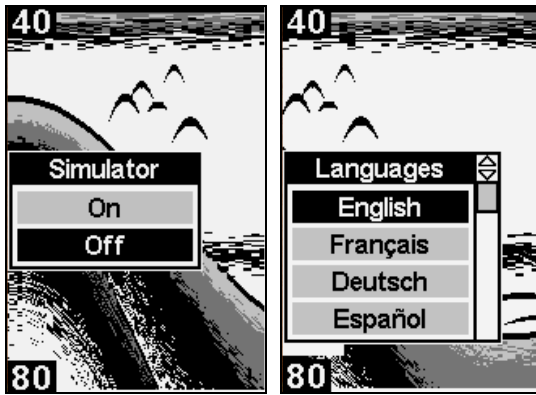 40
Simulator
On
Off
80
40
Languages
English
Français
Deutsch
Español
80